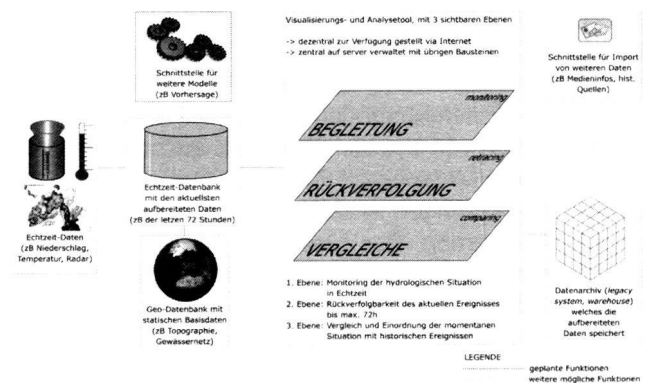 Visualisierungs- und Analysetool, mit 3 sichtbaren Ebenen
-> dezentral zur Verfügung gestellt via Internet
-> zentral auf server verwaltet mit übrigen Bausteinen
Schnittstelle für
weitere Modelle
(zB Vorhersage)
Schnittstelle für Import
von weiteren Daten
(zB Medieninfos, hist.
Quellen)
monitoring
BEGLEITUNG
retracing
RÜCKVERFOLGUNG
comparing
VERGLEICHE
Echtzeit-Datenbank
mit den aktuellsten
aufbereiteten Daten
(zB der letzen 72 Stunden)
Echtzeit-Daten
(zB Niederschlag,
Temperatur, Radar)
Geo-Datenbank mit
statischen Basisdaten
(zB Topographie,
Gewässernetz)
1. Ebene: Monitoring der hydrologischen Situation
in Echtzeit
2. Ebene: Rückverfolgbarkeit des aktuellen Ereignisses
bis max. 72h
3. Ebene: Vergleich und Einordnung der momentanen
Situation mit historischen Ereignissen
Datenarchiv (legacy
system, warehouse)
welches die
aufbereiteten
Daten speichert
LEGENDE
geplante Funktionen
weitere mögliche Funktionen